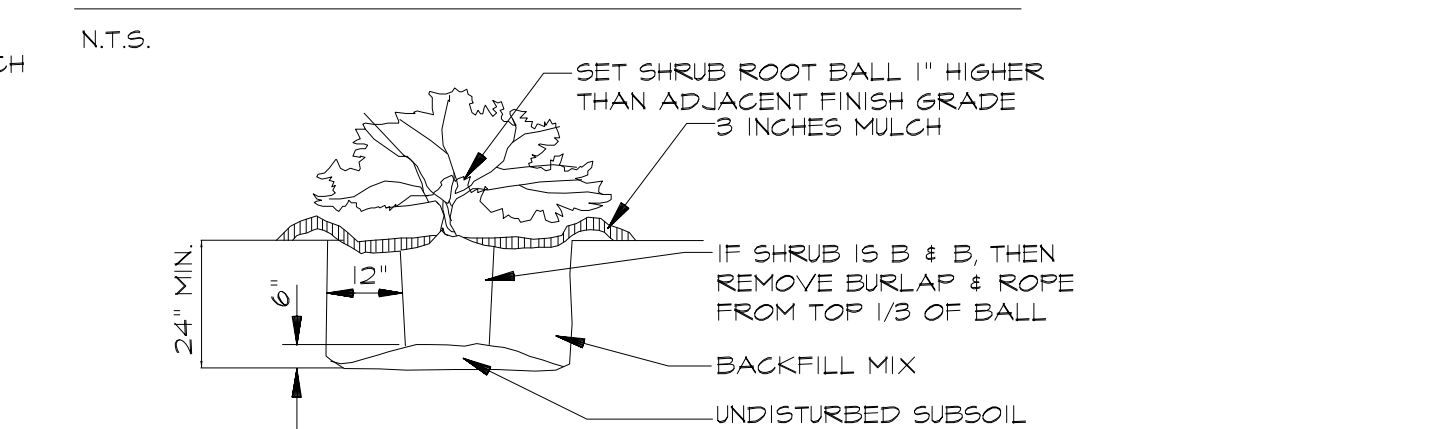 N.T.S.
CH
SET SHRUB ROOT BALL 1" HIGHER
THAN ADJACENT FINISH GRADE
3 INCHES MULCH
IF SHRUB IS B & B, THEN
REMOVE BURLAP & ROPE
FROM TOP 1/3 OF BALL
BACKFILL MIX
UNDISTURBED SUBSOIL
24" MIN.
6"
12"